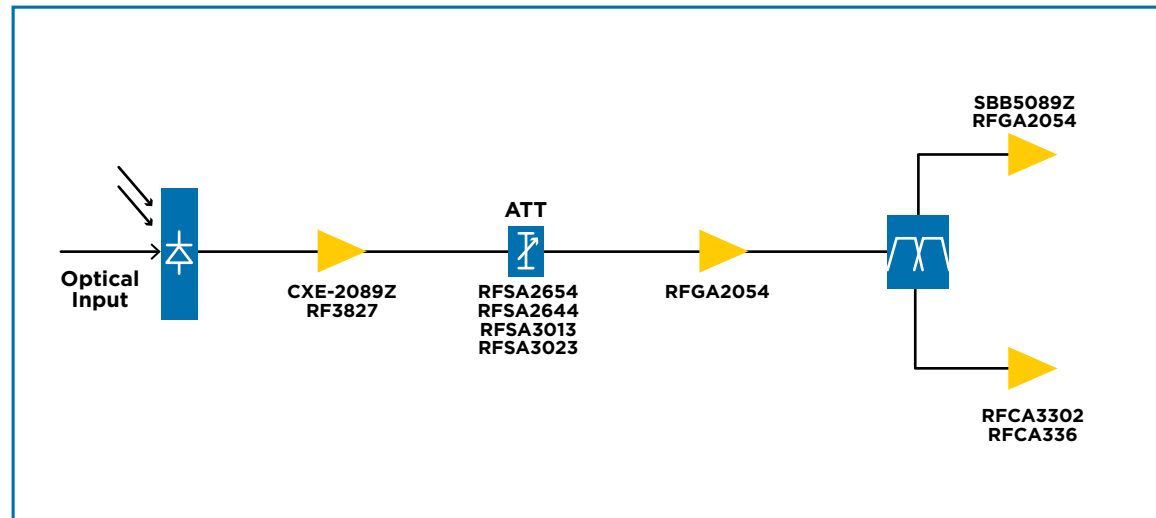 Optical
Input
CXE-2089Z
RF3827
ATT
RFSA2654
RFSA2644
RFSA3013
RFSA3023
RFGA2054
SBB5089Z
RFGA2054
RFCA3302
RFCA336